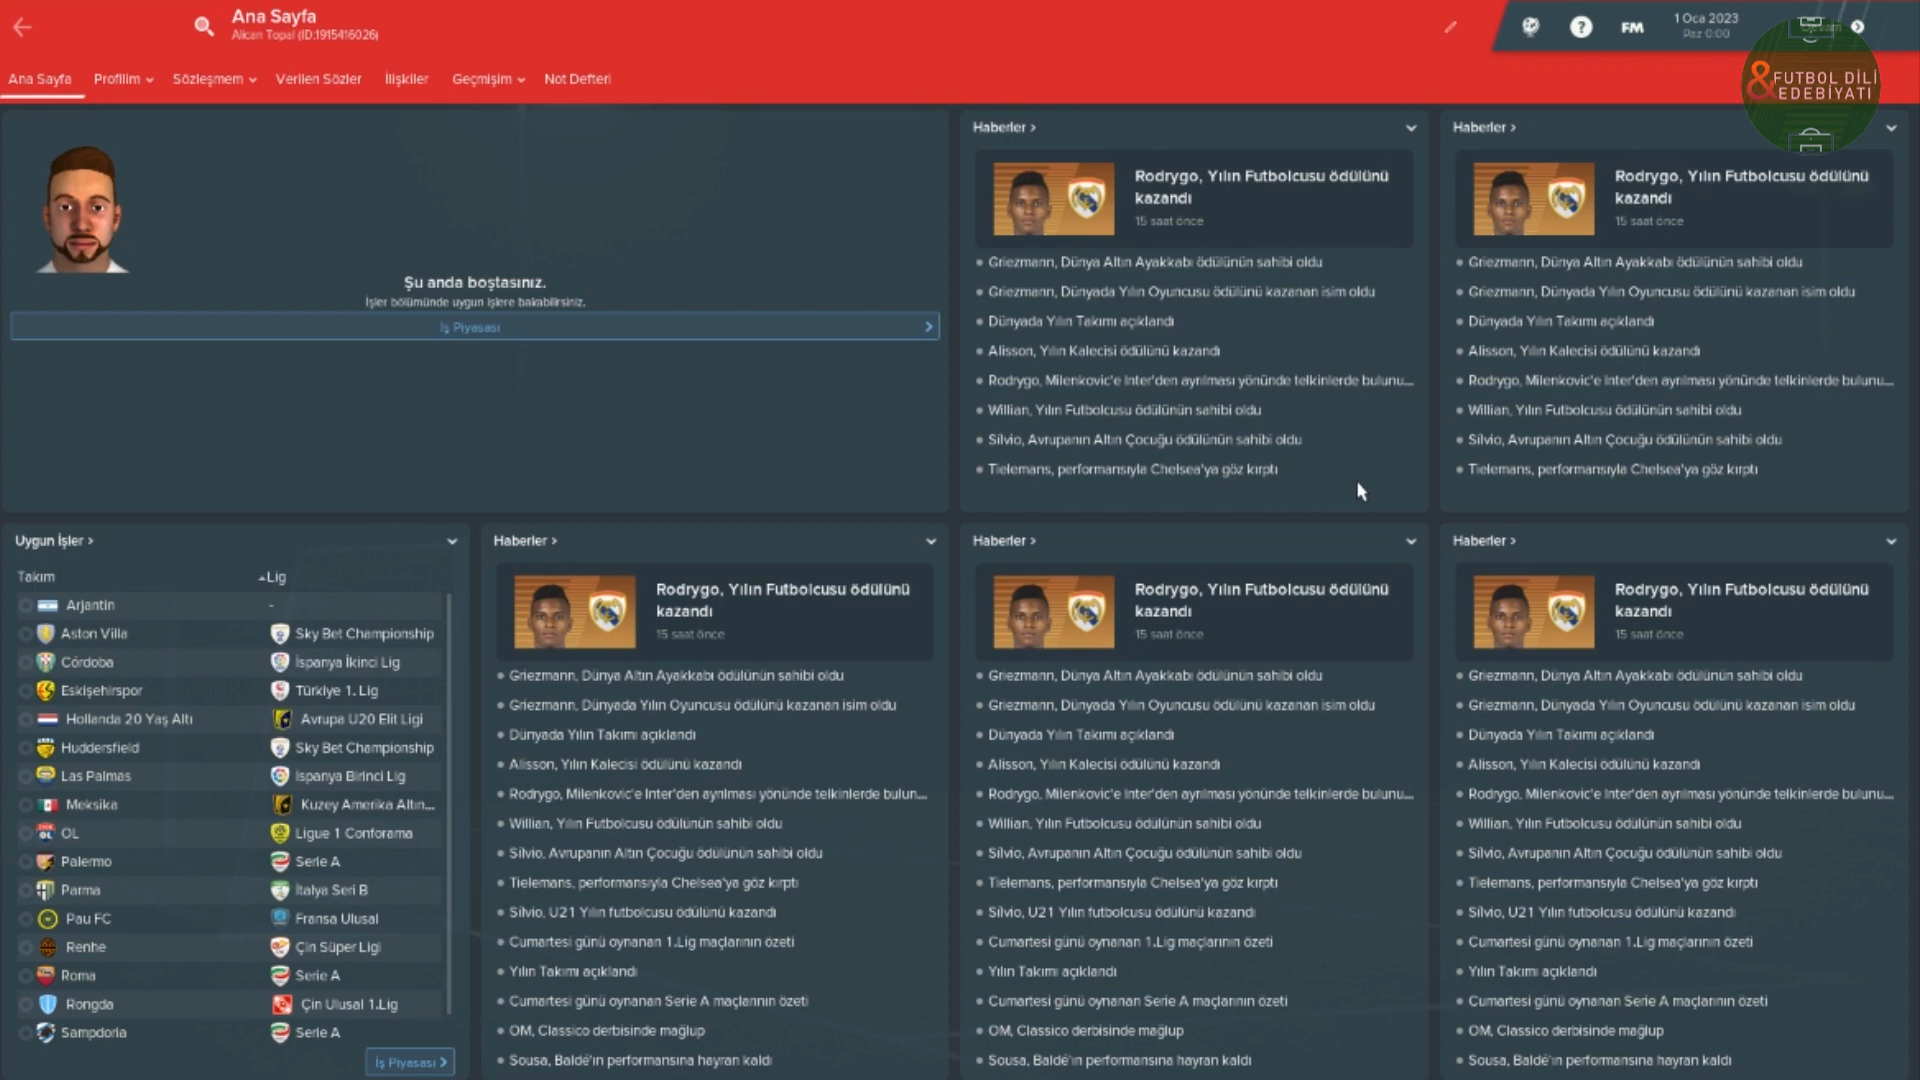 Ana Sayfa
Alican Topal (ID:1915416026)
FM
1 Oca 2023
Paz 0:00
Ana Sayfa
Profilim
Sözleşmem
Verilen Sözler
İlişkiler
Geçmişim
Not Defteri
&FUTBOL DİLİ
EDEBİYATI
Şu anda boştasınız.
İşler bölümünde uygun işlere bakabilirsiniz.
İş Piyasası
Haberler >
Rodrygo, Yılın Futbolcusu ödülünü
kazandı
15 saat önce
Griezmann, Dünya Altın Ayakkabı ödülünün sahibi oldu
Griezmann, Dünyada Yılın Oyuncusu ödülünü kazanan isim oldu
Dünyada Yılın Takımı açıklandı
Alisson, Yılın Kalecisi ödülünü kazandı
Rodrygo, Milenkovic'e Inter'den ayrılması yönünde telkinlerde bulunu...
Willian, Yılın Futbolcusu ödülünün sahibi oldu
Sílvio, Avrupanın Altın Çocuğu ödülünün sahibi oldu
Tielemans, performansıyla Chelsea'ya göz kırptı
Haberler >
Rodrygo, Yılın Futbolcusu ödülünü
kazandı
15 saat önce
Griezmann, Dünya Altın Ayakkabı ödülünün sahibi oldu
Griezmann, Dünyada Yılın Oyuncusu ödülünü kazanan isim oldu
Dünyada Yılın Takımı açıklandı
Alisson, Yılın Kalecisi ödülünü kazandı
Rodrygo, Milenkovic'e Inter'den ayrılması yönünde telkinlerde bulunu...
Willian, Yılın Futbolcusu ödülünün sahibi oldu
Sílvio, Avrupanın Altın Çocuğu ödülünün sahibi oldu
Tielemans, performansıyla Chelsea'ya göz kırptı
Uygun İşler >
Takım Lig
Arjantin -
Aston Villa Sky Bet Championship
Córdoba İspanya İkinci Lig
Eskişehirspor Türkiye 1. Lig
Hollanda 20 Yaş Altı Avrupa U20 Elit Ligi
Huddersfield Sky Bet Championship
Las Palmas İspanya Birinci Lig
Meksika Kuzey Amerika Altın...
OL Ligue 1 Conforama
Palermo Serie A
Parma İtalya Seri B
Pau FC Fransa Ulusal
Renhe Çin Süper Ligi
Roma Serie A
Rongda Çin Ulusal 1.Lig
Sampdoria Serie A
İş Piyasası >
Haberler >
Rodrygo, Yılın Futbolcusu ödülünü
kazandı
15 saat önce
Griezmann, Dünya Altın Ayakkabı ödülünün sahibi oldu
Griezmann, Dünyada Yılın Oyuncusu ödülünü kazanan isim oldu
Dünyada Yılın Takımı açıklandı
Alisson, Yılın Kalecisi ödülünü kazandı
Rodrygo, Milenkovic'e Inter'den ayrılması yönünde telkinlerde bulun...
Willian, Yılın Futbolcusu ödülünün sahibi oldu
Sílvio, Avrupanın Altın Çocuğu ödülünün sahibi oldu
Tielemans, performansıyla Chelsea'ya göz kırptı
Sílvio, U21 Yılın futbolcusu ödülünü kazandı
Cumartesi günü oynanan 1.Lig maçlarının özeti
Yılın Takımı açıklandı
Cumartesi günü oynanan Serie A maçlarının özeti
OM, Classico derbisinde mağlup
Sousa, Baldé'ın performansına hayran kaldı
Haberler >
Rodrygo, Yılın Futbolcusu ödülünü
kazandı
15 saat önce
Griezmann, Dünya Altın Ayakkabı ödülünün sahibi oldu
Griezmann, Dünyada Yılın Oyuncusu ödülünü kazanan isim oldu
Dünyada Yılın Takımı açıklandı
Alisson, Yılın Kalecisi ödülünü kazandı
Rodrygo, Milenkovic'e Inter'den ayrılması yönünde telkinlerde bulunu...
Willian, Yılın Futbolcusu ödülünün sahibi oldu
Sílvio, Avrupanın Altın Çocuğu ödülünün sahibi oldu
Tielemans, performansıyla Chelsea'ya göz kırptı
Sílvio, U21 Yılın futbolcusu ödülünü kazandı
Cumartesi günü oynanan 1.Lig maçlarının özeti
Yılın Takımı açıklandı
Cumartesi günü oynanan Serie A maçlarının özeti
OM, Classico derbisinde mağlup
Sousa, Baldé'ın performansına hayran kaldı
Haberler >
Rodrygo, Yılın Futbolcusu ödülünü
kazandı
15 saat önce
Griezmann, Dünya Altın Ayakkabı ödülünün sahibi oldu
Griezmann, Dünyada Yılın Oyuncusu ödülünü kazanan isim oldu
Dünyada Yılın Takımı açıklandı
Alisson, Yılın Kalecisi ödülünü kazandı
Rodrygo, Milenkovic'e Inter'den ayrılması yönünde telkinlerde bulunu...
Willian, Yılın Futbolcusu ödülünün sahibi oldu
Sílvio, Avrupanın Altın Çocuğu ödülünün sahibi oldu
Tielemans, performansıyla Chelsea'ya göz kırptı
Sílvio, U21 Yılın futbolcusu ödülünü kazandı
Cumartesi günü oynanan 1.Lig maçlarının özeti
Yılın Takımı açıklandı
Cumartesi günü oynanan Serie A maçlarının özeti
OM, Classico derbisinde mağlup
Sousa, Baldé'ın performansına hayran kaldı